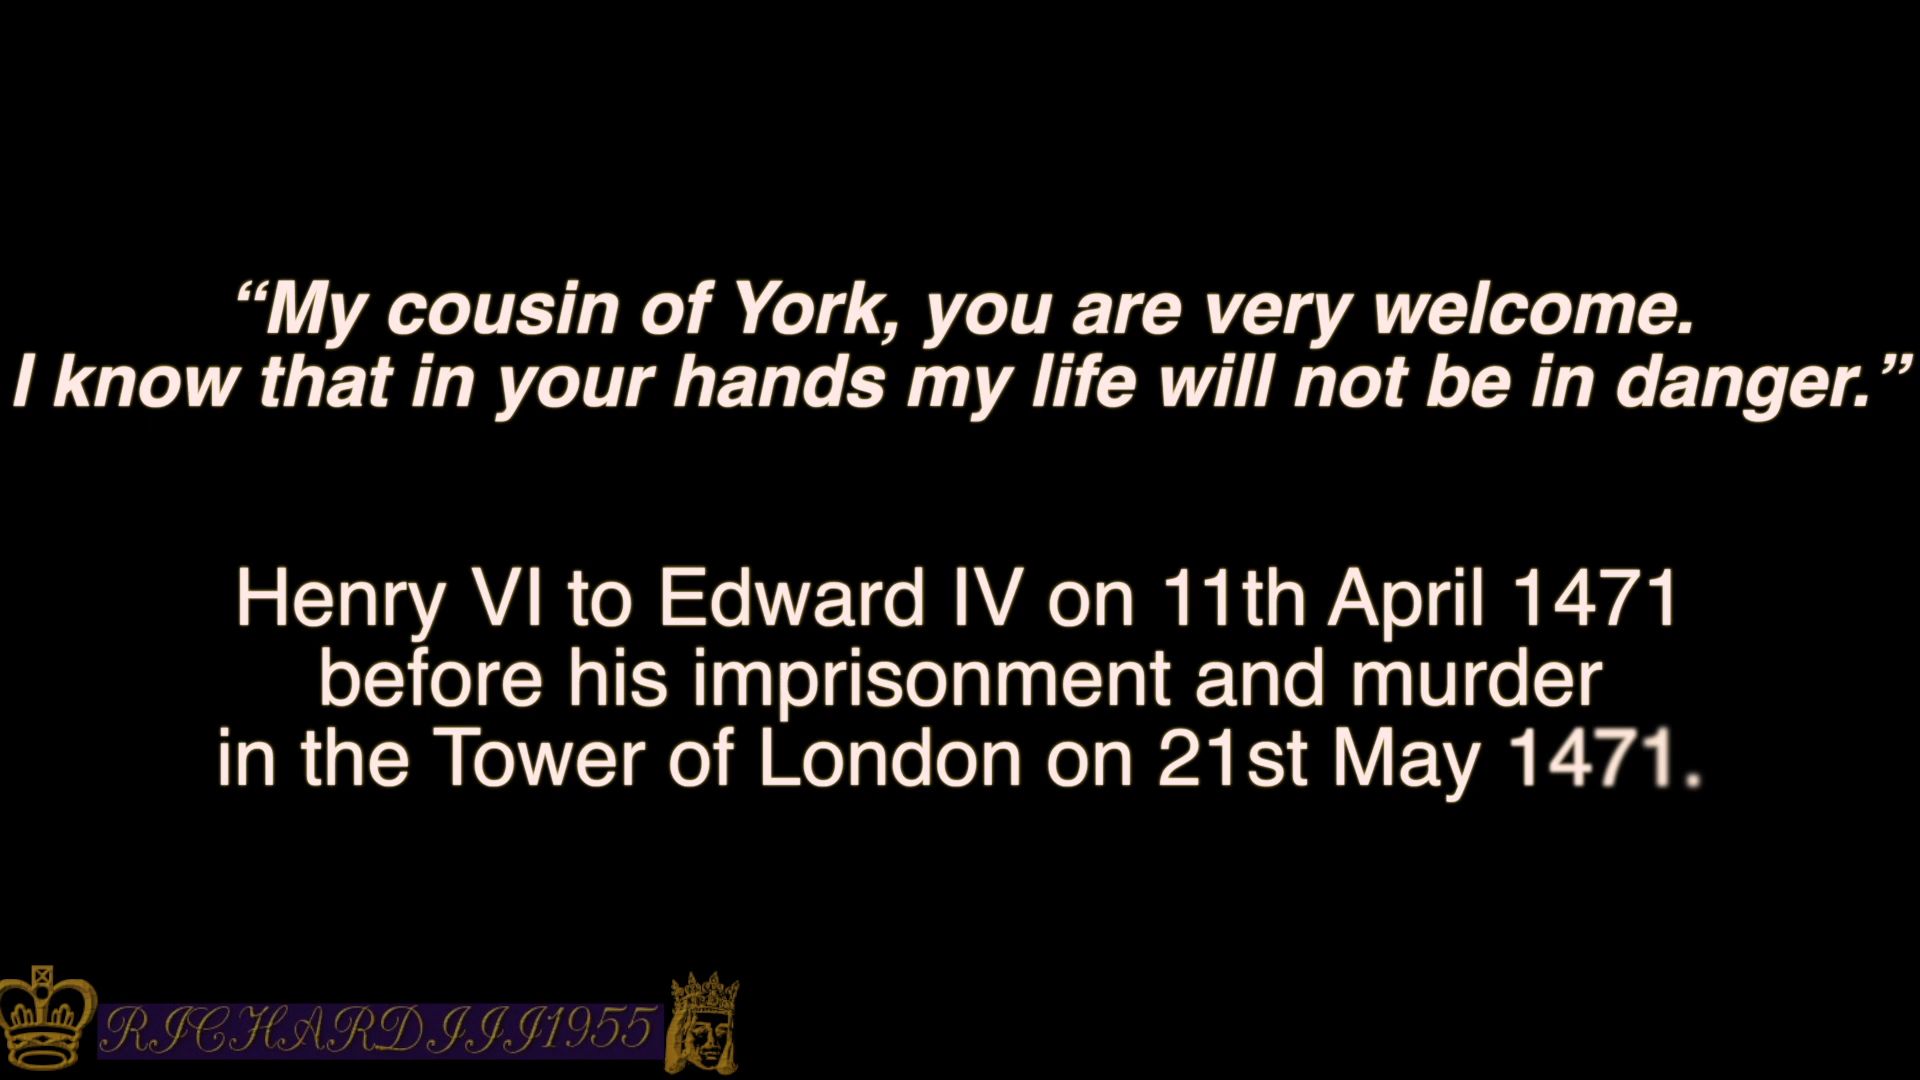 “My cousin of York, you are very welcome.
I know that in your hands my life will not be in danger.”
Henry VI to Edward IV on 11th April 1471
before his imprisonment and murder
in the Tower of London on 21st May 1471.
RICHARDIII1955